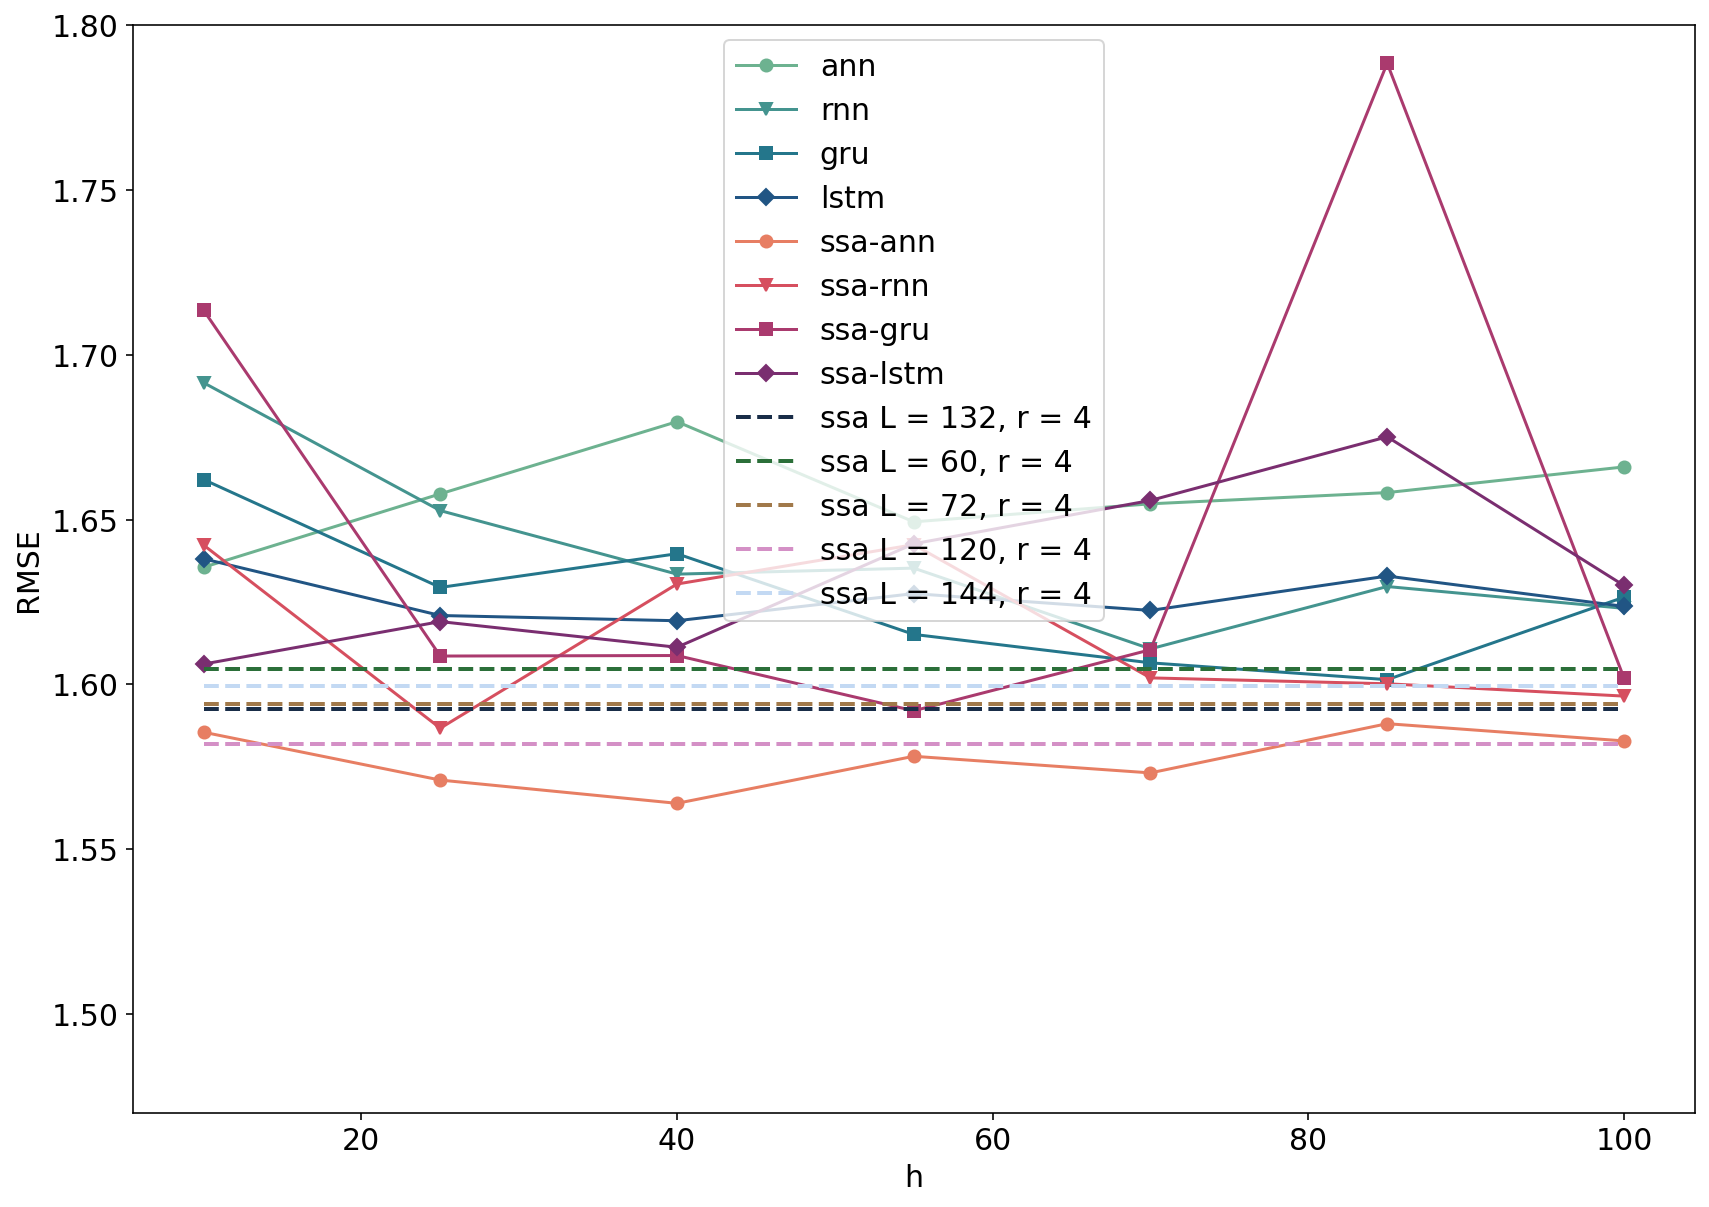 1.80
1.75
1.70
1.65
1.60
1.55
1.50
RMSE
ann
rnn
gru
lstm
ssa-ann
ssa-rnn
ssa-gru
ssa-lstm
ssa L = 132, r = 4
ssa L = 60, r = 4
ssa L = 72, r = 4
ssa L = 120, r = 4
ssa L = 144, r = 4
20 40 60 80 100
h